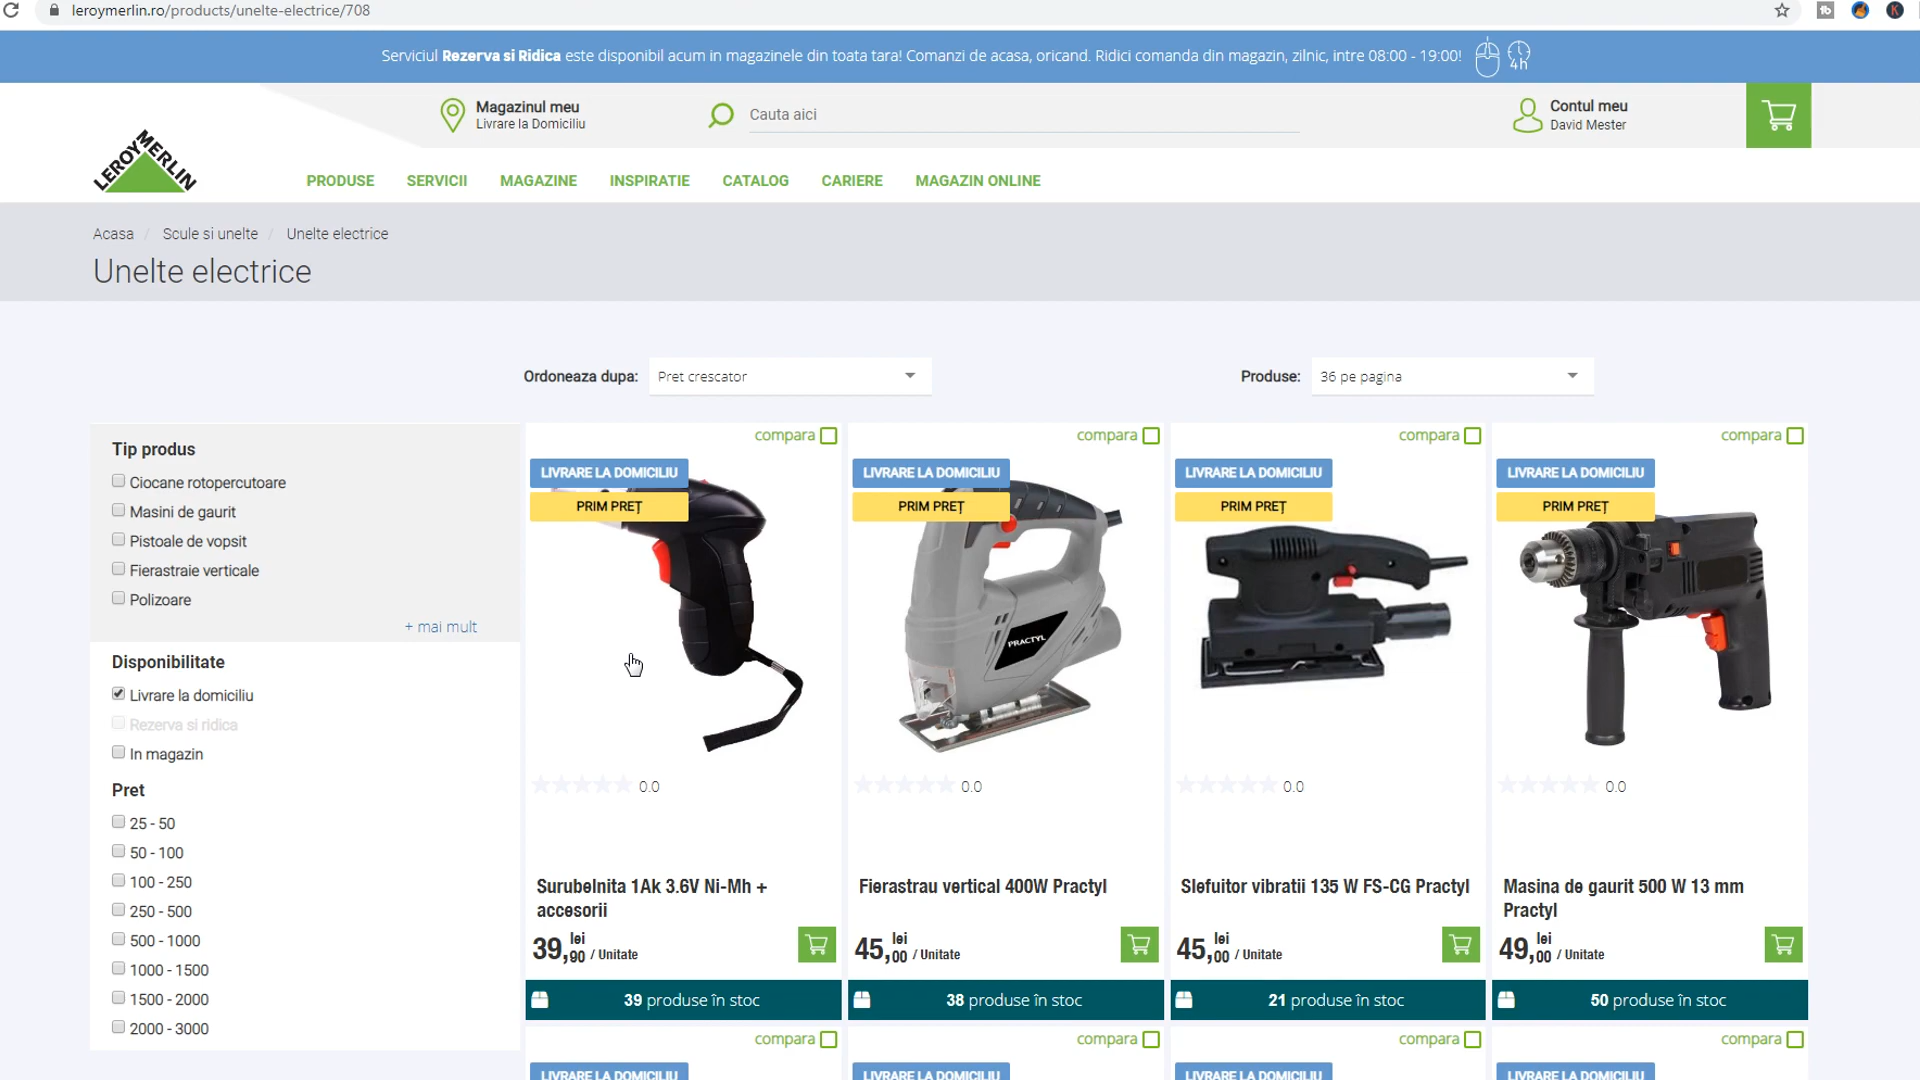 leroymerlin.ro/products/unelte-electrice/708
Serviciul Rezerva si Ridica este disponibil acum in magazinele din toata tara! Comanzi de acasa, oricand. Ridici comanda din magazin, zilnic, intre 08:00 - 19:00!
4h
LEROY MERLIN
Magazinul meu
Livrare la Domiciliu
Cauta aici
Contul meu
David Mester
PRODUSE SERVICII MAGAZINE INSPIRATIE CATALOG CARIERE MAGAZIN ONLINE
Acasa / Scule si unelte / Unelte electrice
Unelte electrice
Ordoneaza dupa: Pret crescator
Produse: 36 pe pagina
Tip produs
Ciocane rotopercutoare
Masini de gaurit
Pistoale de vopsit
Fierastraie verticale
Polizoare
+ mai mult
Disponibilitate
Livrare la domiciliu
Rezerva si ridica
In magazin
Pret
25 - 50
50 - 100
100 - 250
250 - 500
500 - 1000
1000 - 1500
1500 - 2000
2000 - 3000
compara
LIVRARE LA DOMICILIU
PRIM PREȚ
0.0
Surubelnita 1Ak 3.6V Ni-Mh +
accesorii
39,90 lei / Unitate
39 produse în stoc
compara
LIVRARE LA DOMICILIU
PRIM PREȚ
PRACTYL
0.0
Fierastrau vertical 400W Practyl
45,00 lei / Unitate
38 produse în stoc
compara
LIVRARE LA DOMICILIU
PRIM PREȚ
0.0
Slefuitor vibratii 135 W FS-CG Practyl
45,00 lei / Unitate
21 produse în stoc
compara
LIVRARE LA DOMICILIU
PRIM PREȚ
0.0
Masina de gaurit 500 W 13 mm
Practyl
49,00 lei / Unitate
50 produse în stoc
compara
LIVRARE LA DOMICILIU
compara
LIVRARE LA DOMICILIU
compara
LIVRARE LA DOMICILIU
compara
LIVRARE LA DOMICILIU